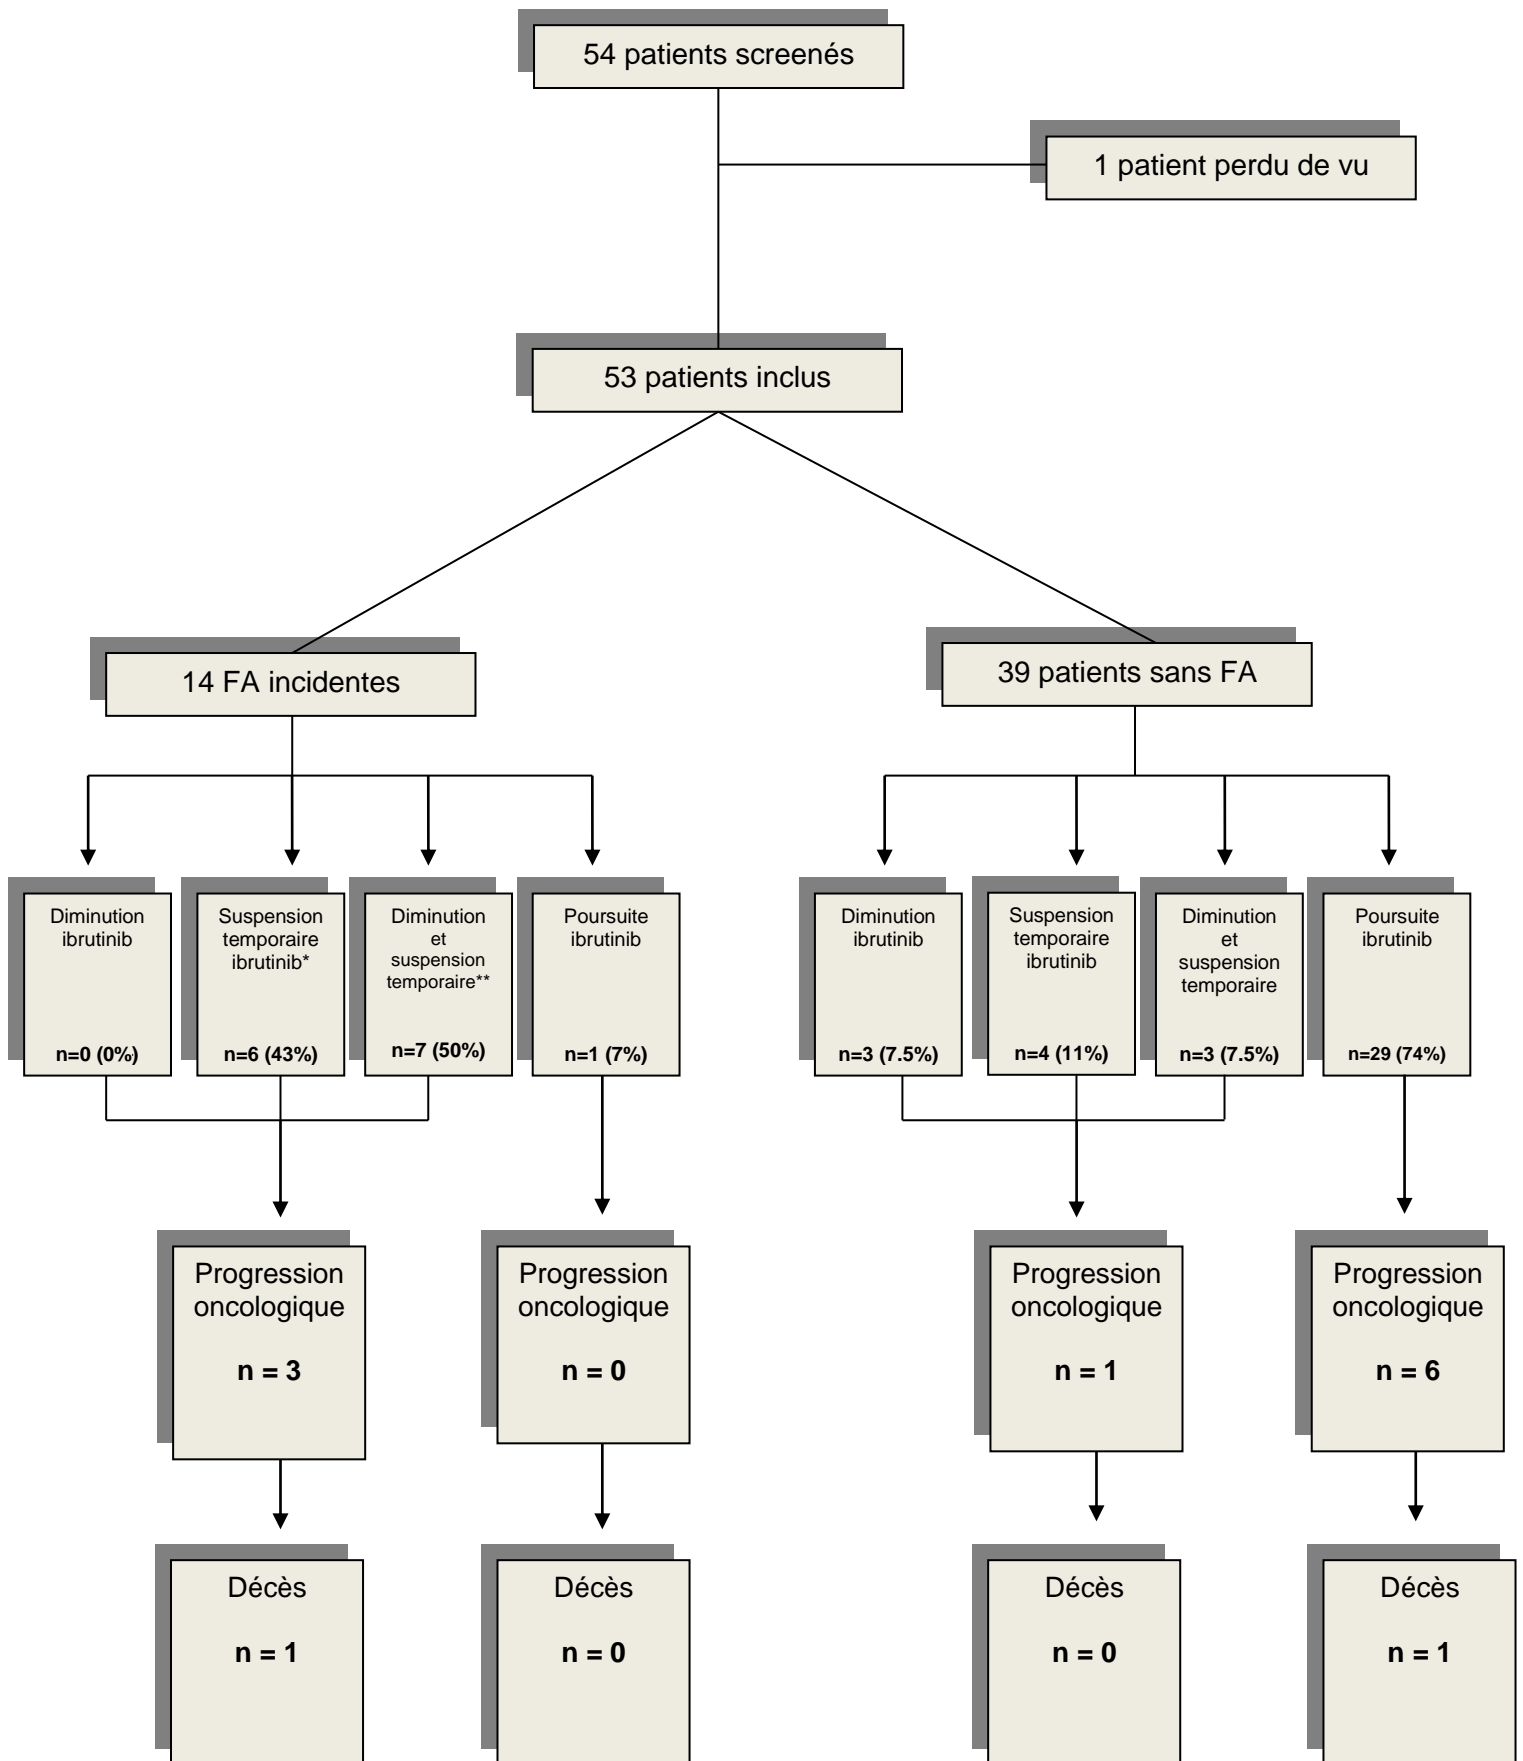 54 patients screenés
1 patient perdu de vu
53 patients inclus
14 FA incidentes
39 patients sans FA
Diminution
ibrutinib
n=0 (0%)
Suspension
temporaire
ibrutinib*
n=6 (43%)
Diminution
et
suspension
temporaire**
n=7 (50%)
Poursuite
ibrutinib
n=1 (7%)
Diminution
ibrutinib
n=3 (7.5%)
Suspension
temporaire
ibrutinib
n=4 (11%)
Diminution
et
suspension
temporaire
n=3 (7.5%)
Poursuite
ibrutinib
n=29 (74%)
Progression
oncologique
n = 3
Progression
oncologique
n = 0
Progression
oncologique
n = 1
Progression
oncologique
n = 6
Décès
n = 1
Décès
n = 0
Décès
n = 0
Décès
n = 1